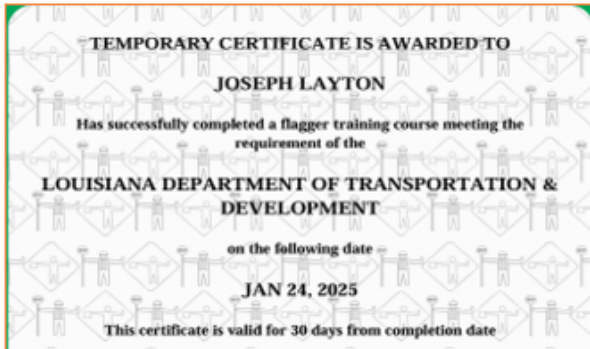 TEMPORARY CERTIFICATE IS AWARDED TO
JOSEPH LAYTON
Has successfully completed a flagger training course meeting the
requirement of the
LOUISIANA DEPARTMENT OF TRANSPORTATION &
DEVELOPMENT
on the following date
JAN 24, 2025
This certificate is valid for 30 days from completion date